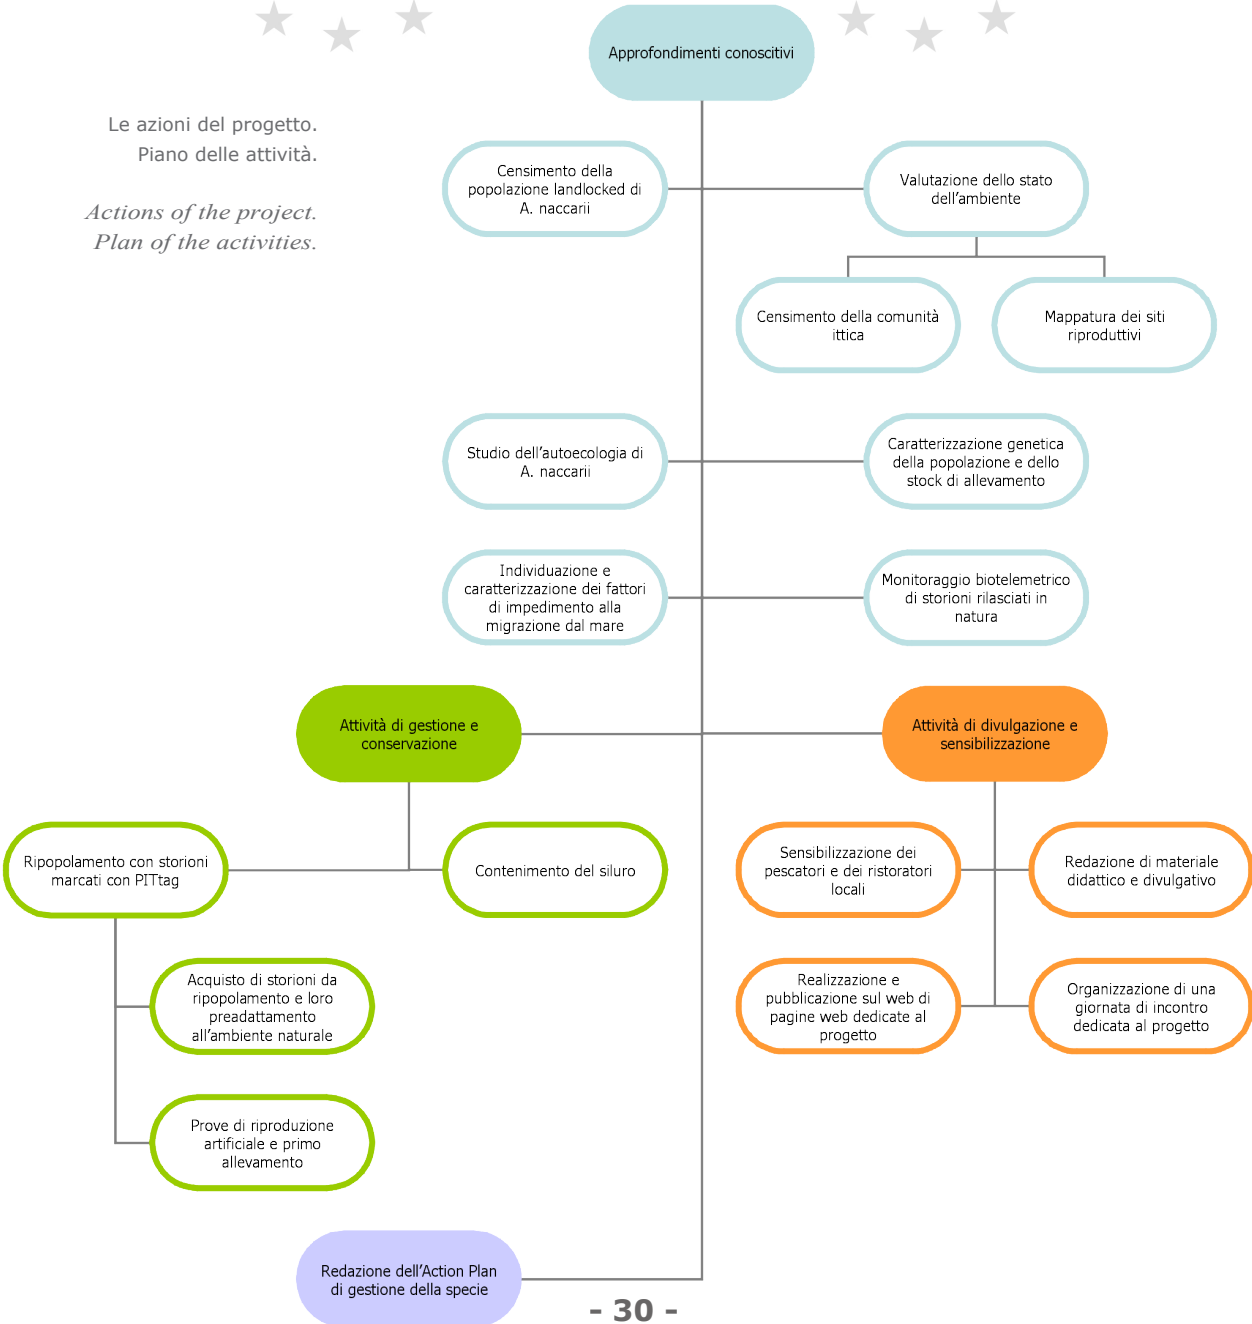 Approfondimenti conoscitivi
Le azioni del progetto.
Piano delle attività.
Actions of the project.
Plan of the activities.
Censimento della
popolazione landlocked di
A. naccarii
Valutazione dello stato
dell'ambiente
Censimento della comunità
ittica
Mappatura dei siti
riproduttivi
Studio dell'autoecologia di
A. naccarii
Caratterizzazione genetica
della popolazione e dello
stock di allevamento
Individuazione e
caratterizzazione dei fattori
di impedimento alla
migrazione dal mare
Monitoraggio biotelemetrico
di storioni rilasciati in
natura
Attività di gestione e
conservazione
Attività di divulgazione e
sensibilizzazione
Ripopolamento con storioni
marcati con PITtag
Contenimento del siluro
Sensibilizzazione dei
pescatori e dei ristoratori
locali
Redazione di materiale
didattico e divulgativo
Acquisto di storioni da
ripopolamento e loro
preadattamento
all'ambiente naturale
Realizzazione e
pubblicazione sul web di
pagine web dedicate al
progetto
Organizzazione di una
giornata di incontro
dedicata al progetto
Prove di riproduzione
artificiale e primo
allevamento
Redazione dell'Action Plan
di gestione della specie
- 30 -